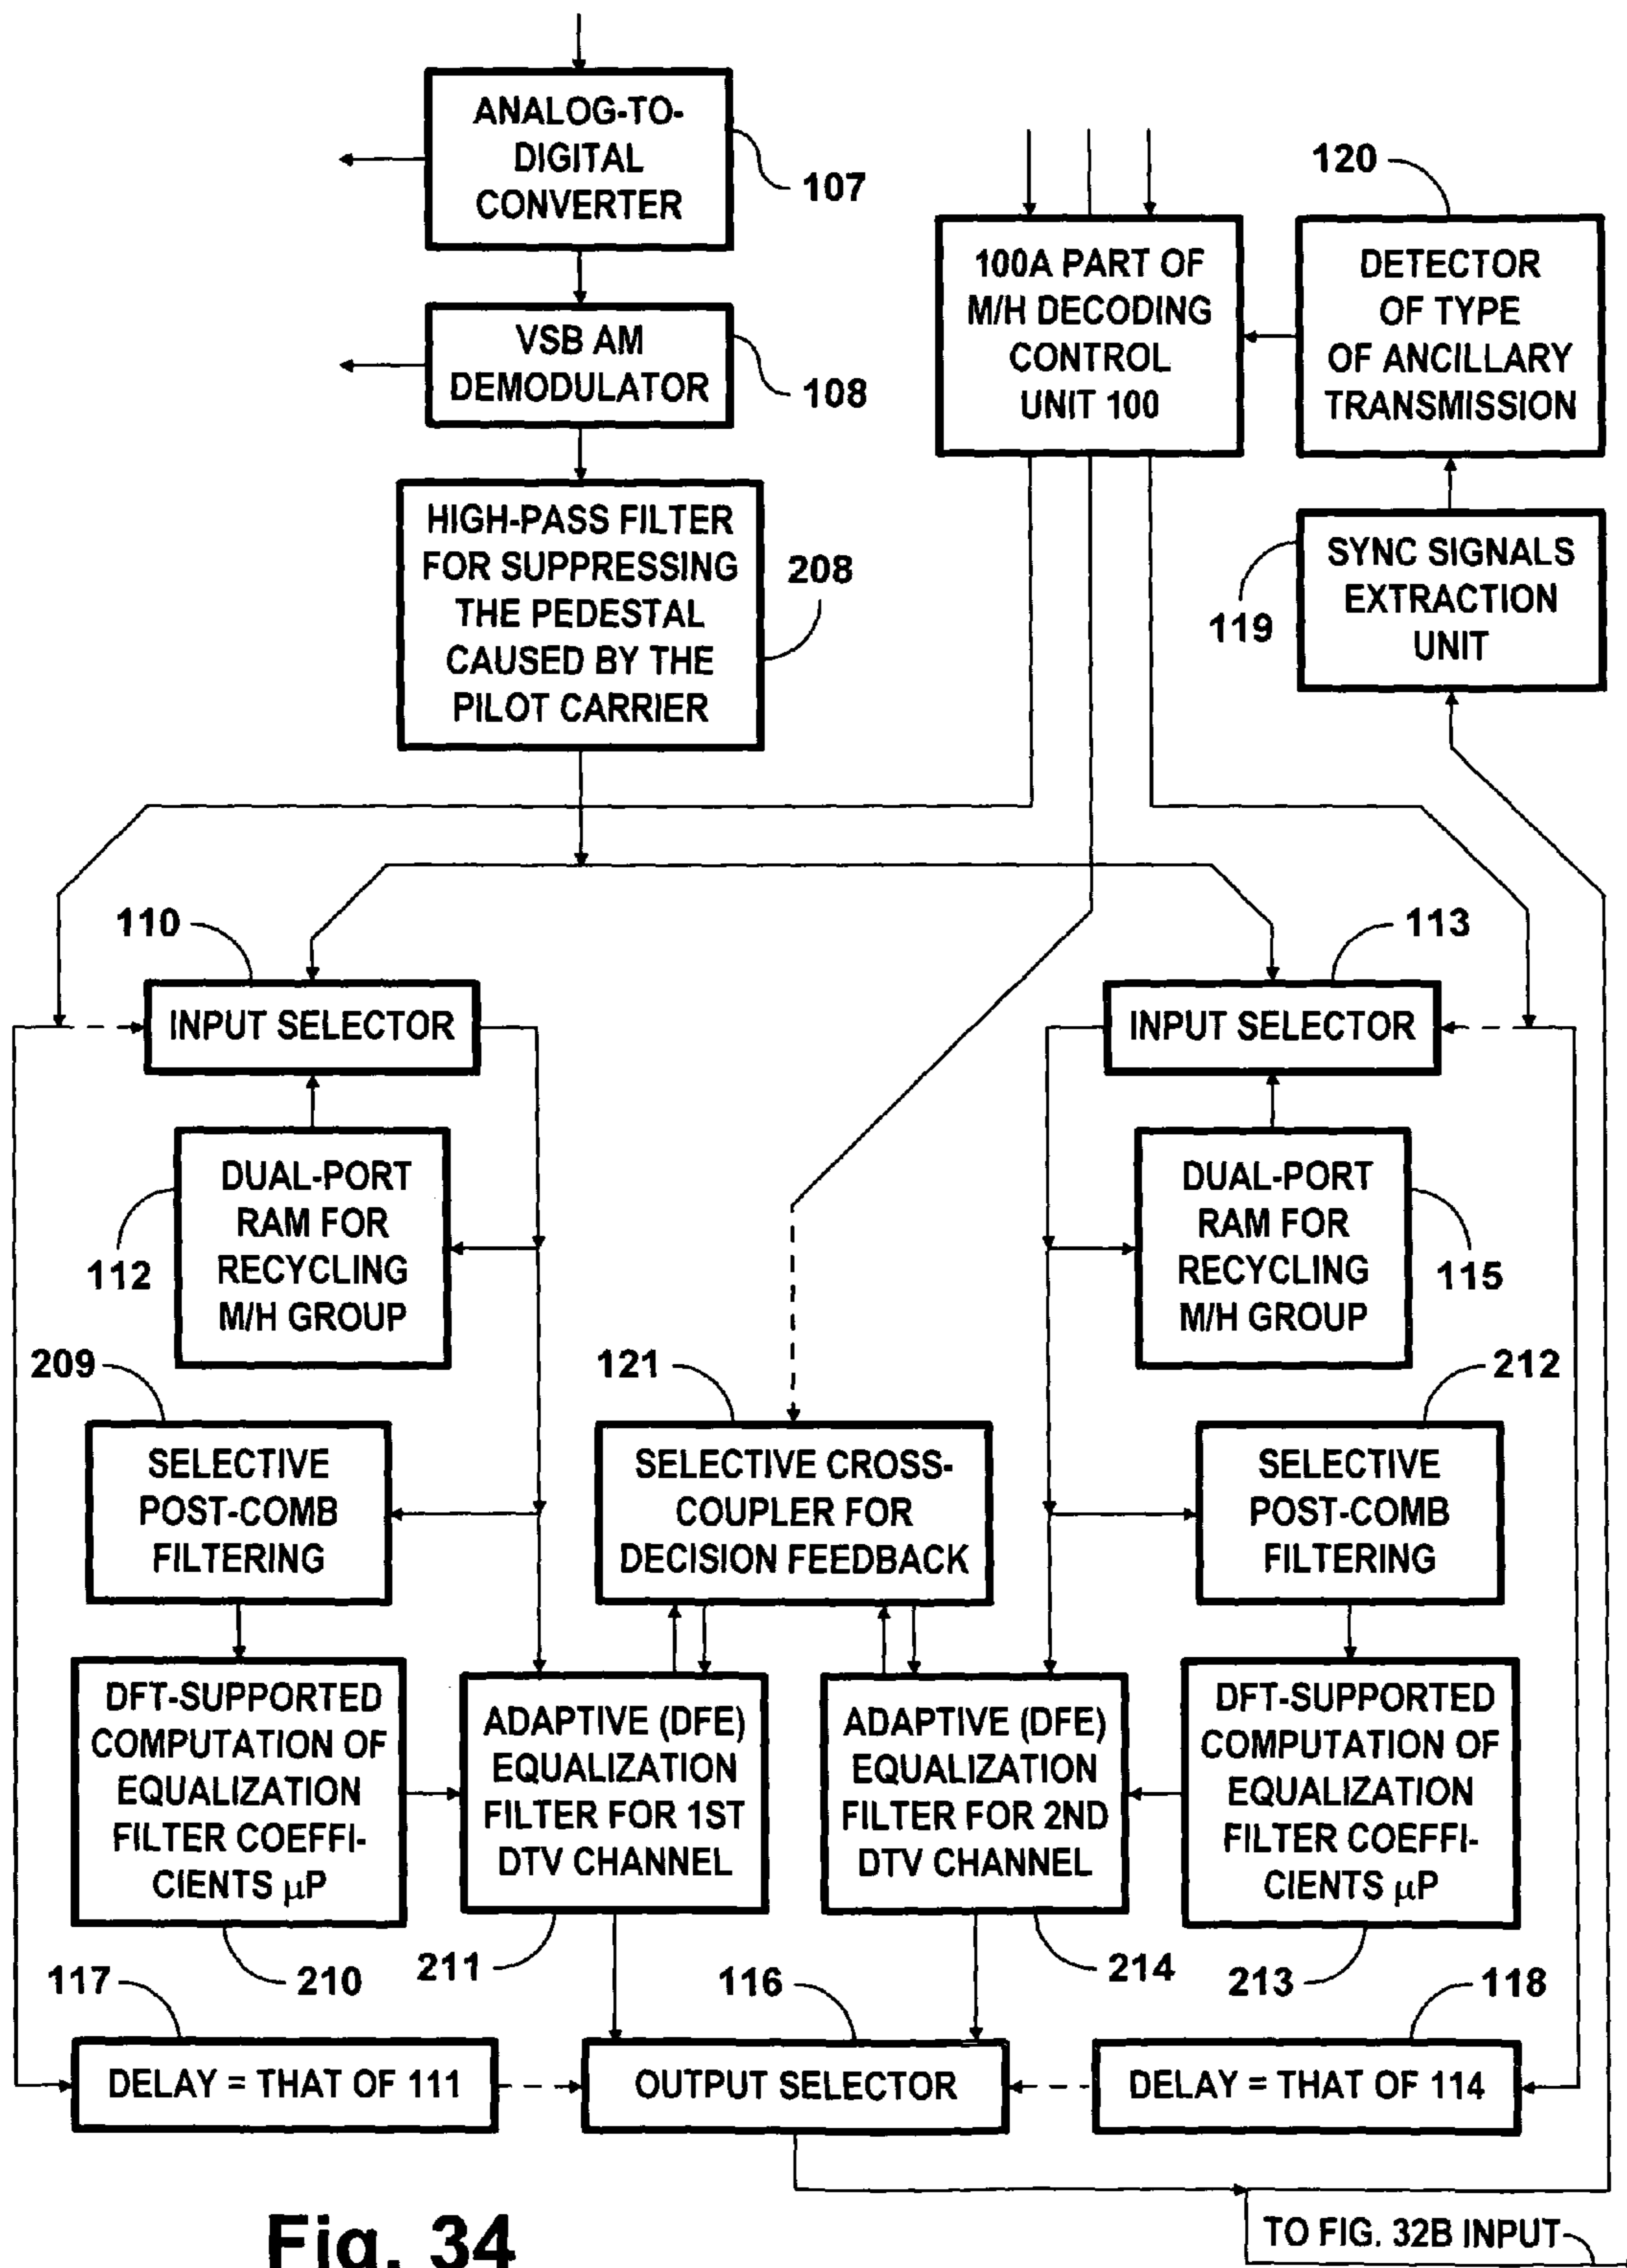 ANALOG-TO-
DIGITAL
CONVERTER
107
VSB AM
DEMODULATOR
108
HIGH-PASS FILTER
FOR SUPPRESSING
THE PEDESTAL
CAUSED BY THE
PILOT CARRIER
208
100A PART OF
M/H DECODING
CONTROL
UNIT 100
120
DETECTOR
OF TYPE
OF ANCILLARY
TRANSMISSION
SYNC SIGNALS
EXTRACTION
UNIT
119
110
INPUT SELECTOR
113
INPUT SELECTOR
DUAL-PORT
RAM FOR
RECYCLING
M/H GROUP
112
DUAL-PORT
RAM FOR
RECYCLING
M/H GROUP
115
209
SELECTIVE
POST-COMB
FILTERING
121
SELECTIVE CROSS-
COUPLER FOR
DECISION FEEDBACK
212
SELECTIVE
POST-COMB
FILTERING
DFT-SUPPORTED
COMPUTATION OF
EQUALIZATION
FILTER COEFFI-
CIENTS µP
210
ADAPTIVE (DFE)
EQUALIZATION
FILTER FOR 1ST
DTV CHANNEL
211
ADAPTIVE (DFE)
EQUALIZATION
FILTER FOR 2ND
DTV CHANNEL
214
DFT-SUPPORTED
COMPUTATION OF
EQUALIZATION
FILTER COEFFI-
CIENTS µP
213
117
DELAY = THAT OF 111
116
OUTPUT SELECTOR
118
DELAY = THAT OF 114
Fig. 34
TO FIG. 32B INPUT